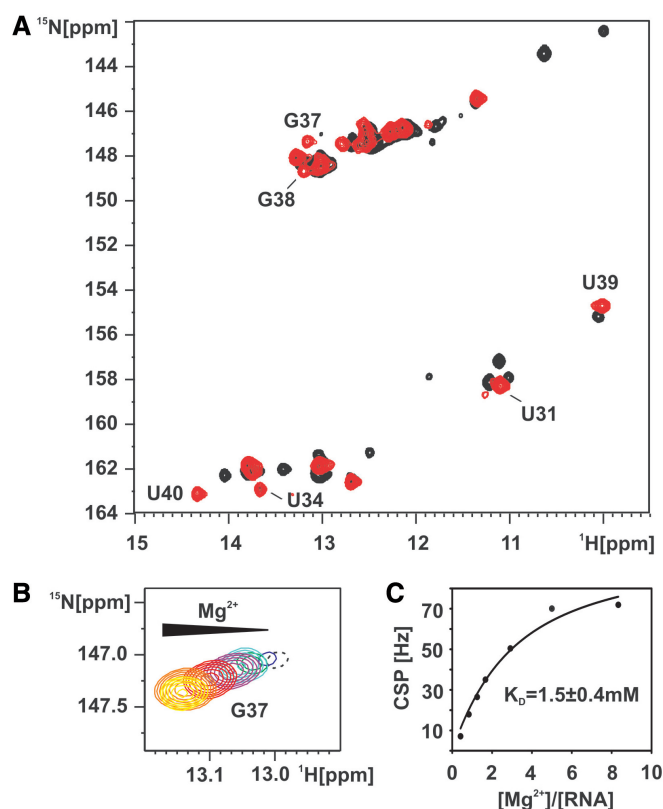 A
¹⁵N[ppm]
144
146
148
150
152
154
156
158
160
162
164
G37
G38
U39
U31
U40
U34
15
14
13
12
11
¹H[ppm]
B
¹⁵N[ppm]
Mg²⁺
147.0
147.5
G37
13.1
13.0
¹H[ppm]
C
CSP [Hz]
70
50
30
10
K_D=1.5±0.4mM
0
2
4
6
8
10
[Mg²⁺]/[RNA]